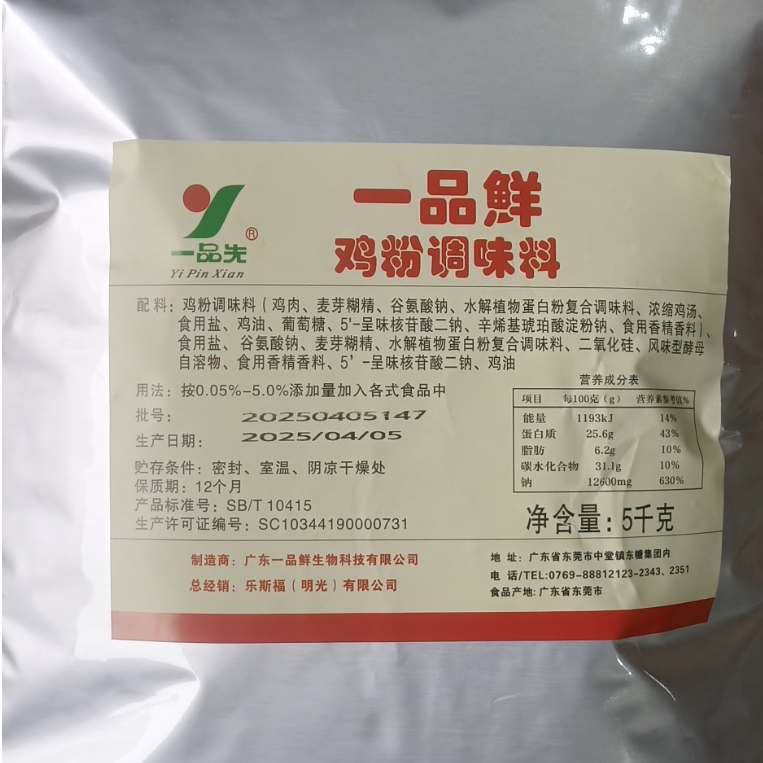 一品先®
Yi Pin Xian
一品鲜
鸡粉调味料
配料：鸡粉调味料（鸡肉、麦芽糊精、谷氨酸钠、水解植物蛋白粉复合调味料、浓缩鸡汤、
食用盐、鸡油、葡萄糖、5'-呈味核苷酸二钠、辛烯基琥珀酸淀粉钠、食用香精香料）、
食用盐、谷氨酸钠、麦芽糊精、水解植物蛋白粉复合调味料、二氧化硅、风味型酵母
自溶物、食用香精香料、5’-呈味核苷酸二钠、鸡油
用法：按0.05%-5.0%添加量加入各式食品中
批号：20250405147
生产日期：2025/04/05
贮存条件：密封、室温、阴凉干燥处
保质期：12个月
产品标准号：SB/T 10415
生产许可证编号：SC10344190000731
营养成分表
项目 每100克（g） 营养素参考值%
能量 1193kJ 14%
蛋白质 25.6g 43%
脂肪 6.2g 10%
碳水化合物 31.1g 10%
钠 12600mg 630%
净含量：5千克
制造商：广东一品鲜生物科技有限公司
总经销：乐斯福（明光）有限公司
地址：广东省东莞市中堂镇东糖集团内
电话/TEL:0769-88812123-2343、2351
食品产地:广东省东莞市